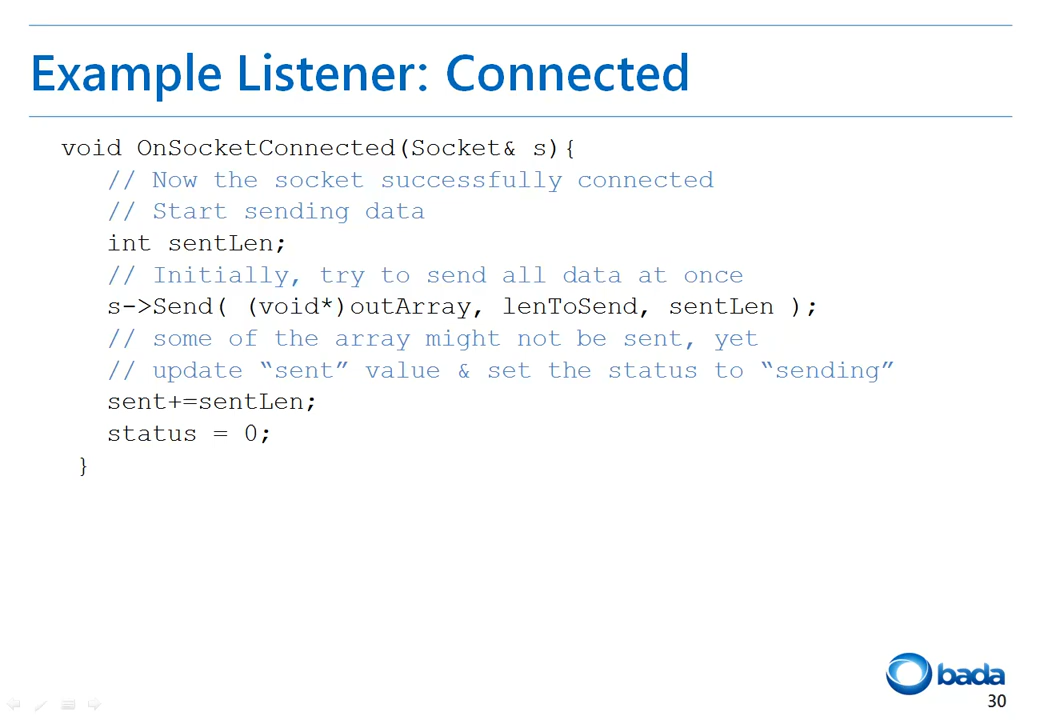 Example Listener: Connected
void OnSocketConnected(Socket& s){
// Now the socket successfully connected
// Start sending data
int sentLen;
// Initially, try to send all data at once
s->Send( (void*)outArray, lenToSend, sentLen );
// some of the array might not be sent, yet
// update “sent” value & set the status to “sending”
sent+=sentLen;
status = 0;
}
bada
30